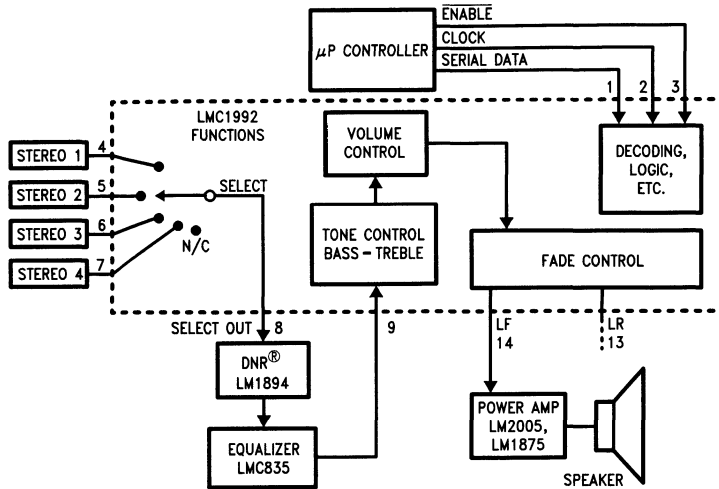 ENABLE
CLOCK
SERIAL DATA
μP CONTROLLER
1 2 3
LMC1992
FUNCTIONS
VOLUME
CONTROL
DECODING,
LOGIC,
ETC.
STEREO 1
4
STEREO 2
5
STEREO 3
6
STEREO 4
7
SELECT
N/C
TONE CONTROL
BASS-TREBLE
FADE CONTROL
SELECT OUT 8
9
LF
14
LR
13
DNR®
LM1894
EQUALIZER
LMC835
POWER AMP
LM2005,
LM1875
SPEAKER